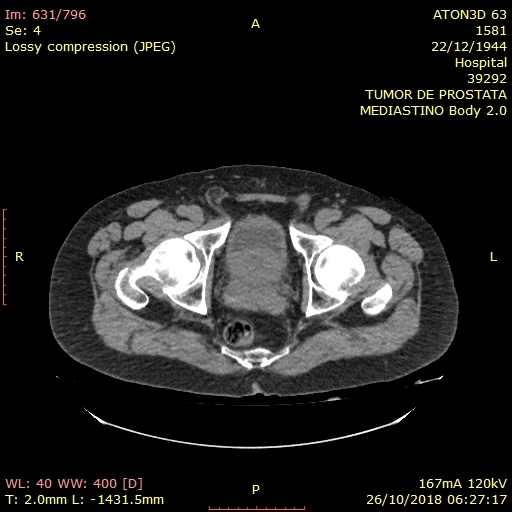 Im: 631/796
Se: 4
Lossy compression (JPEG)
A
ATON3D 63
1581
22/12/1944
Hospital
39292
TUMOR DE PROSTATA
MEDIASTINO Body 2.0
R
L
WL: 40 WW: 400 [D]
T: 2.0mm L: -1431.5mm
P
167mA 120kV
26/10/2018 06:27:17